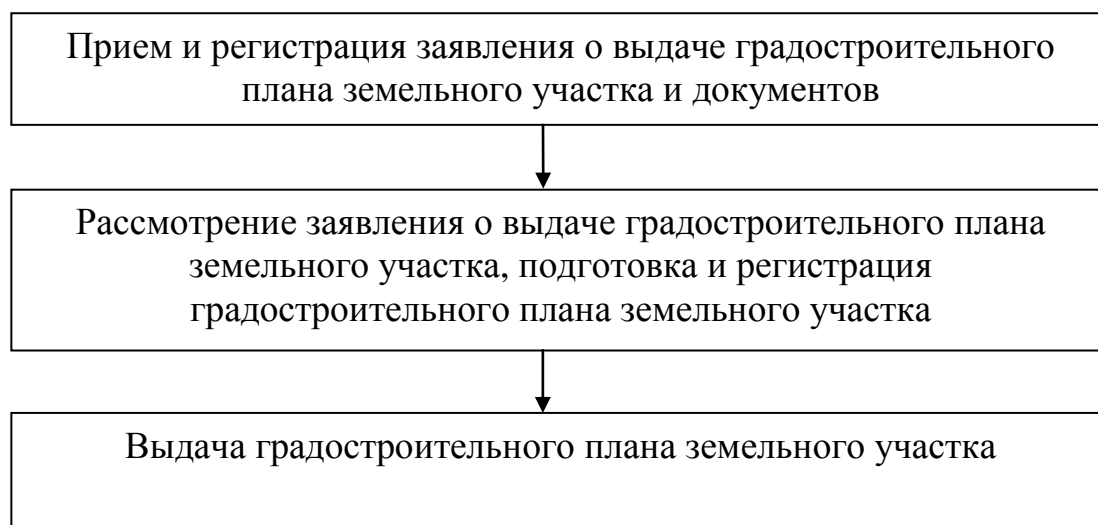 Прием и регистрация заявления о выдаче градостроительного
плана земельного участка и документов
Рассмотрение заявления о выдаче градостроительного плана
земельного участка, подготовка и регистрация
градостроительного плана земельного участка
Выдача градостроительного плана земельного участка